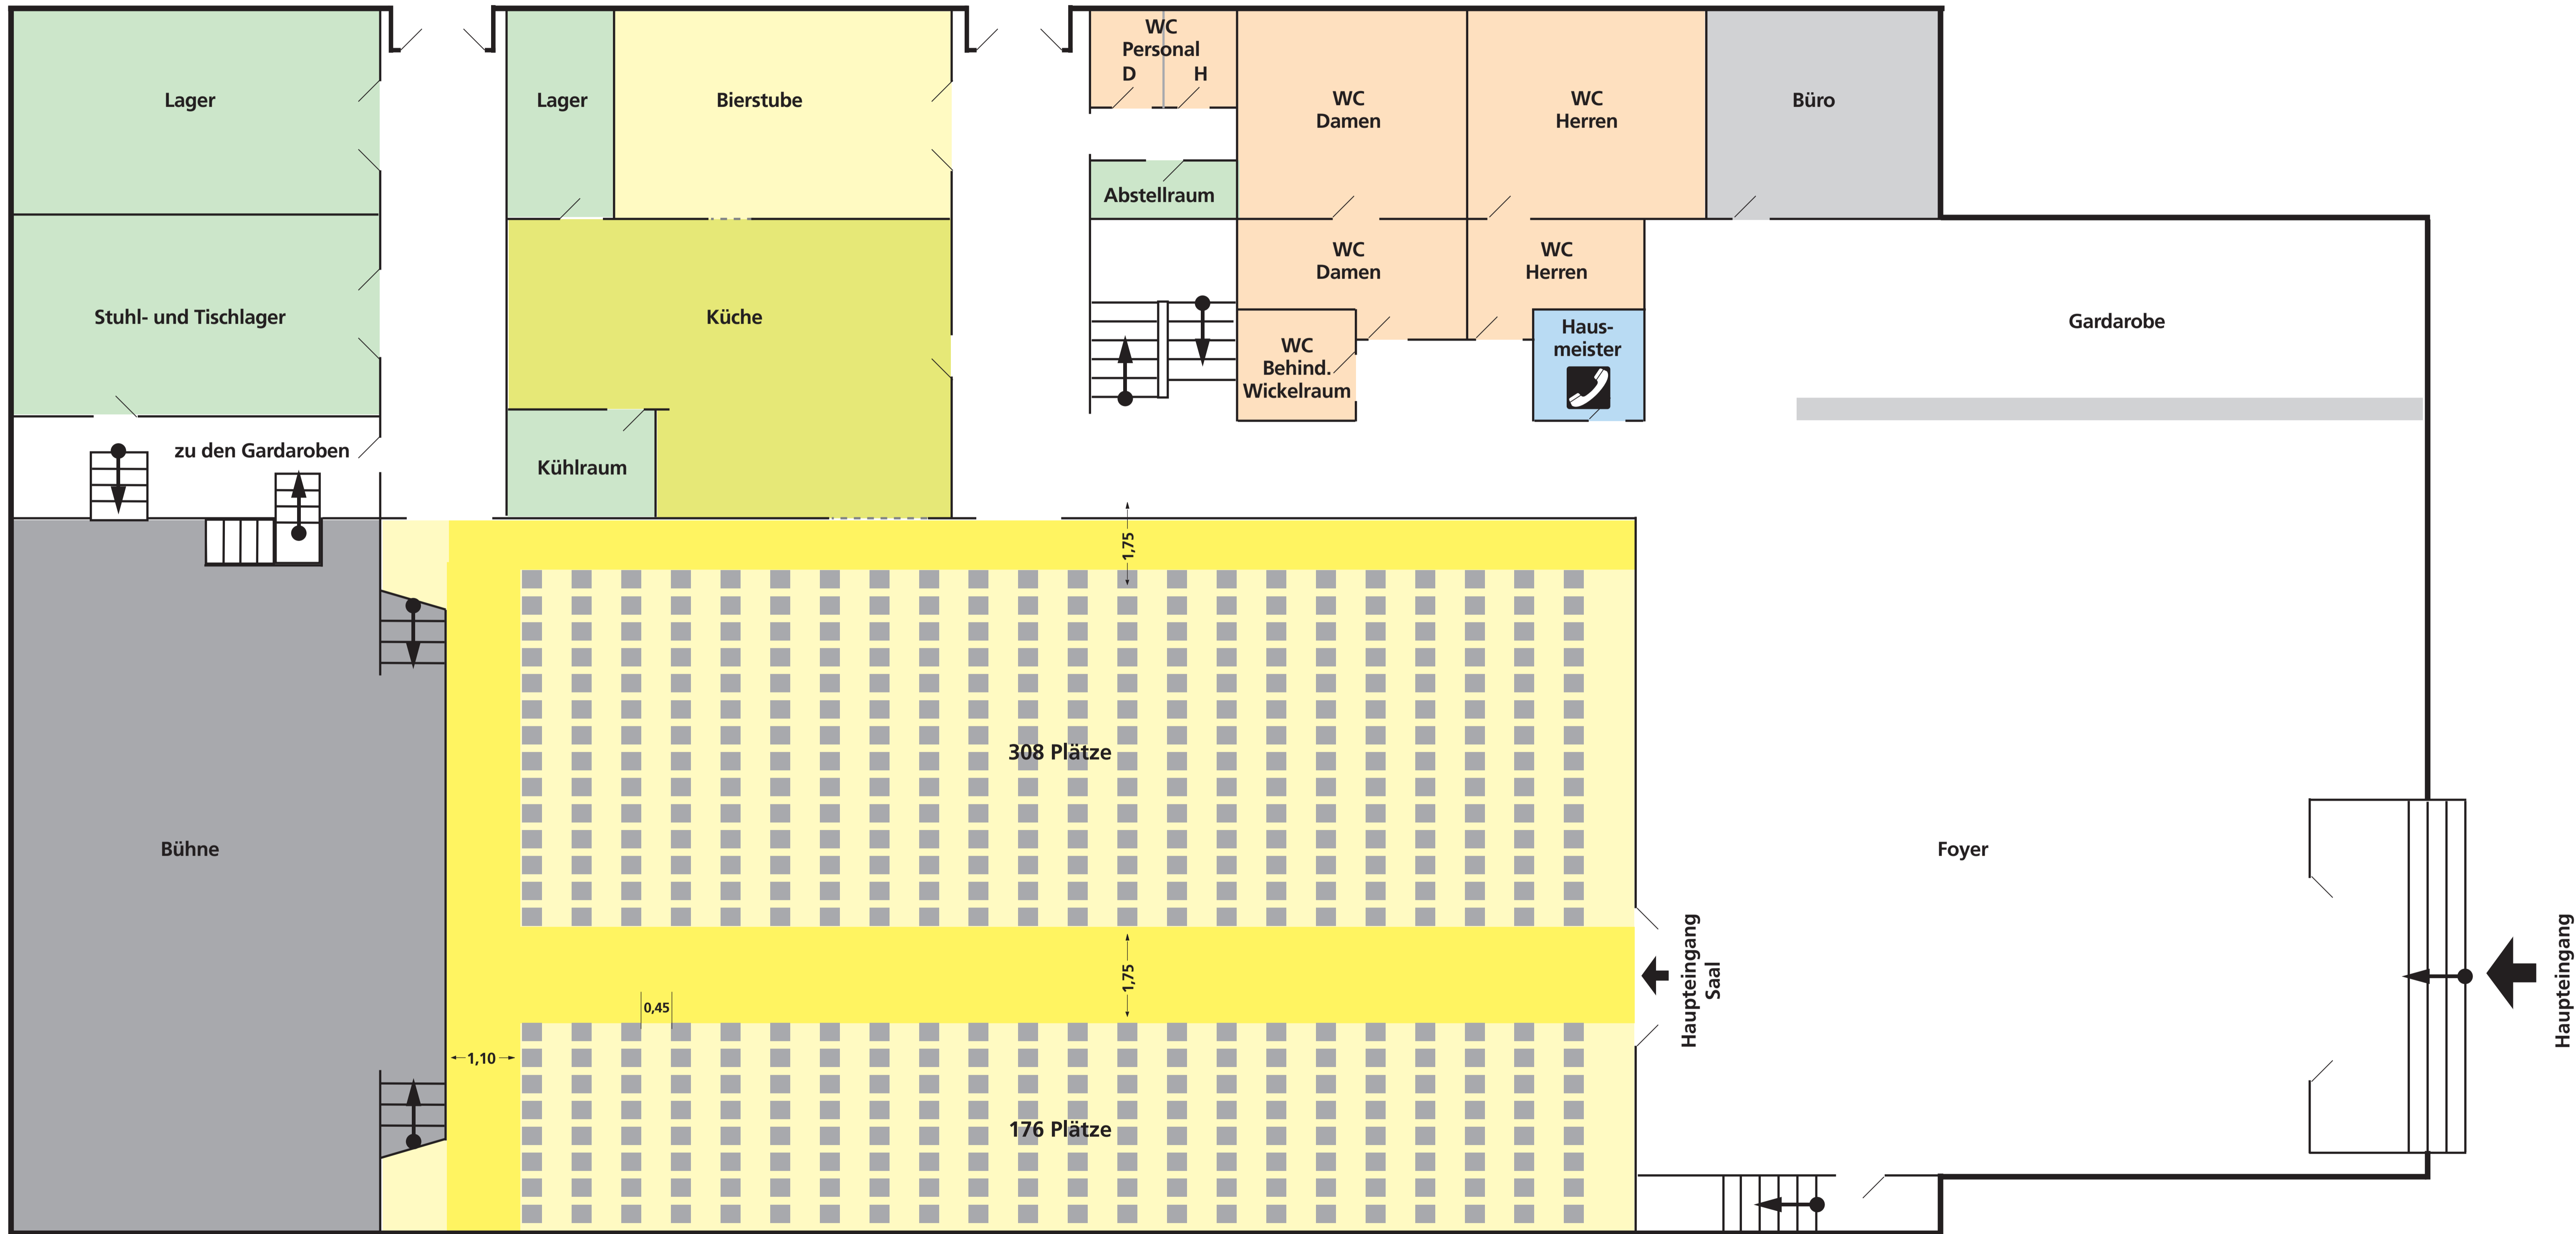 WC
Personal
D H
Lager
Lager
Bierstube
WC
Damen
WC
Herren
Büro
Abstellraum
WC
Damen
WC
Herren
Stuhl- und Tischlager
Küche
Haus-
meister
Gardarobe
WC
Behind.
Wickelraum
zu den Gardaroben
Kühlraum
1,75
308 Plätze
Bühne
Foyer
1,75
Haupteingang
Saal
Haupteingang
0,45
1,10
176 Plätze